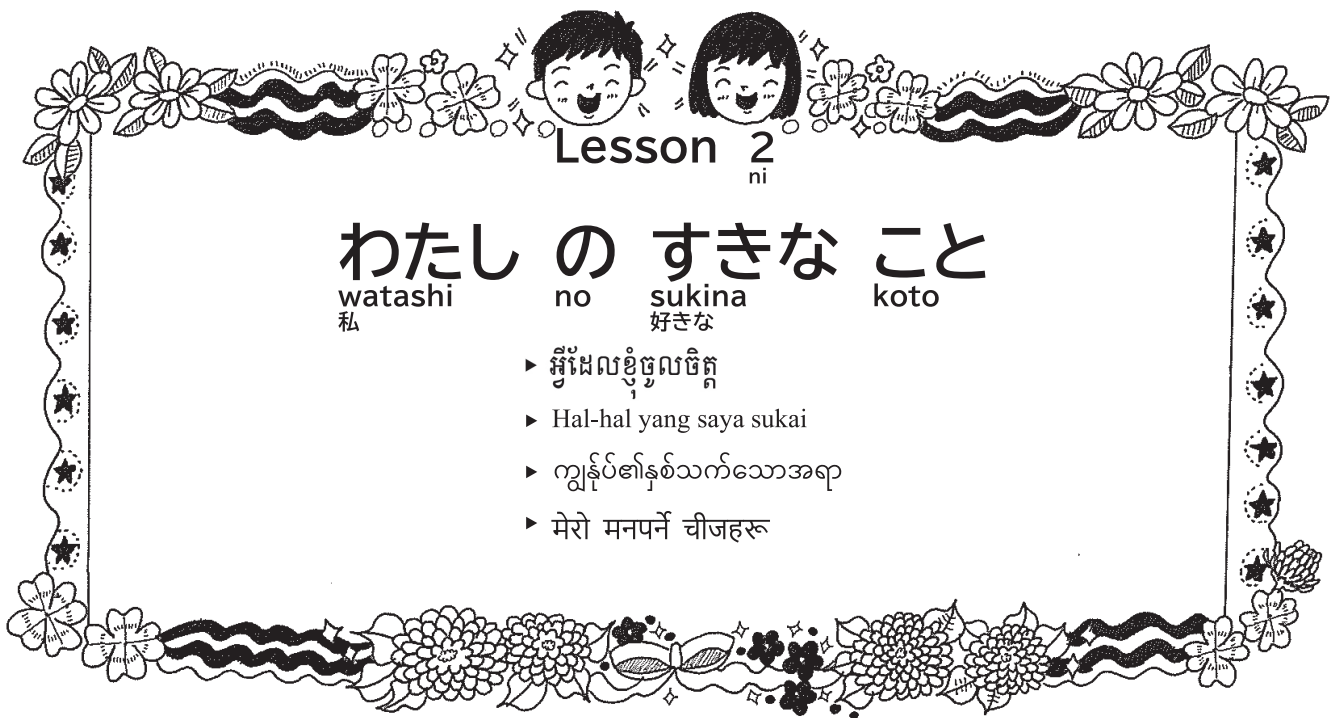 Lesson 2
ni
わたし の すきな こと
watashi no sukina koto
私 好きな
▶ អ្វីដែលខ្ញុំចូលចិត្ត
▶ Hal-hal yang saya sukai
▶ ကျွန်ုပ်၏နှစ်သက်သောအရာ
▶ मेरो मनपर्ने चीजहरू